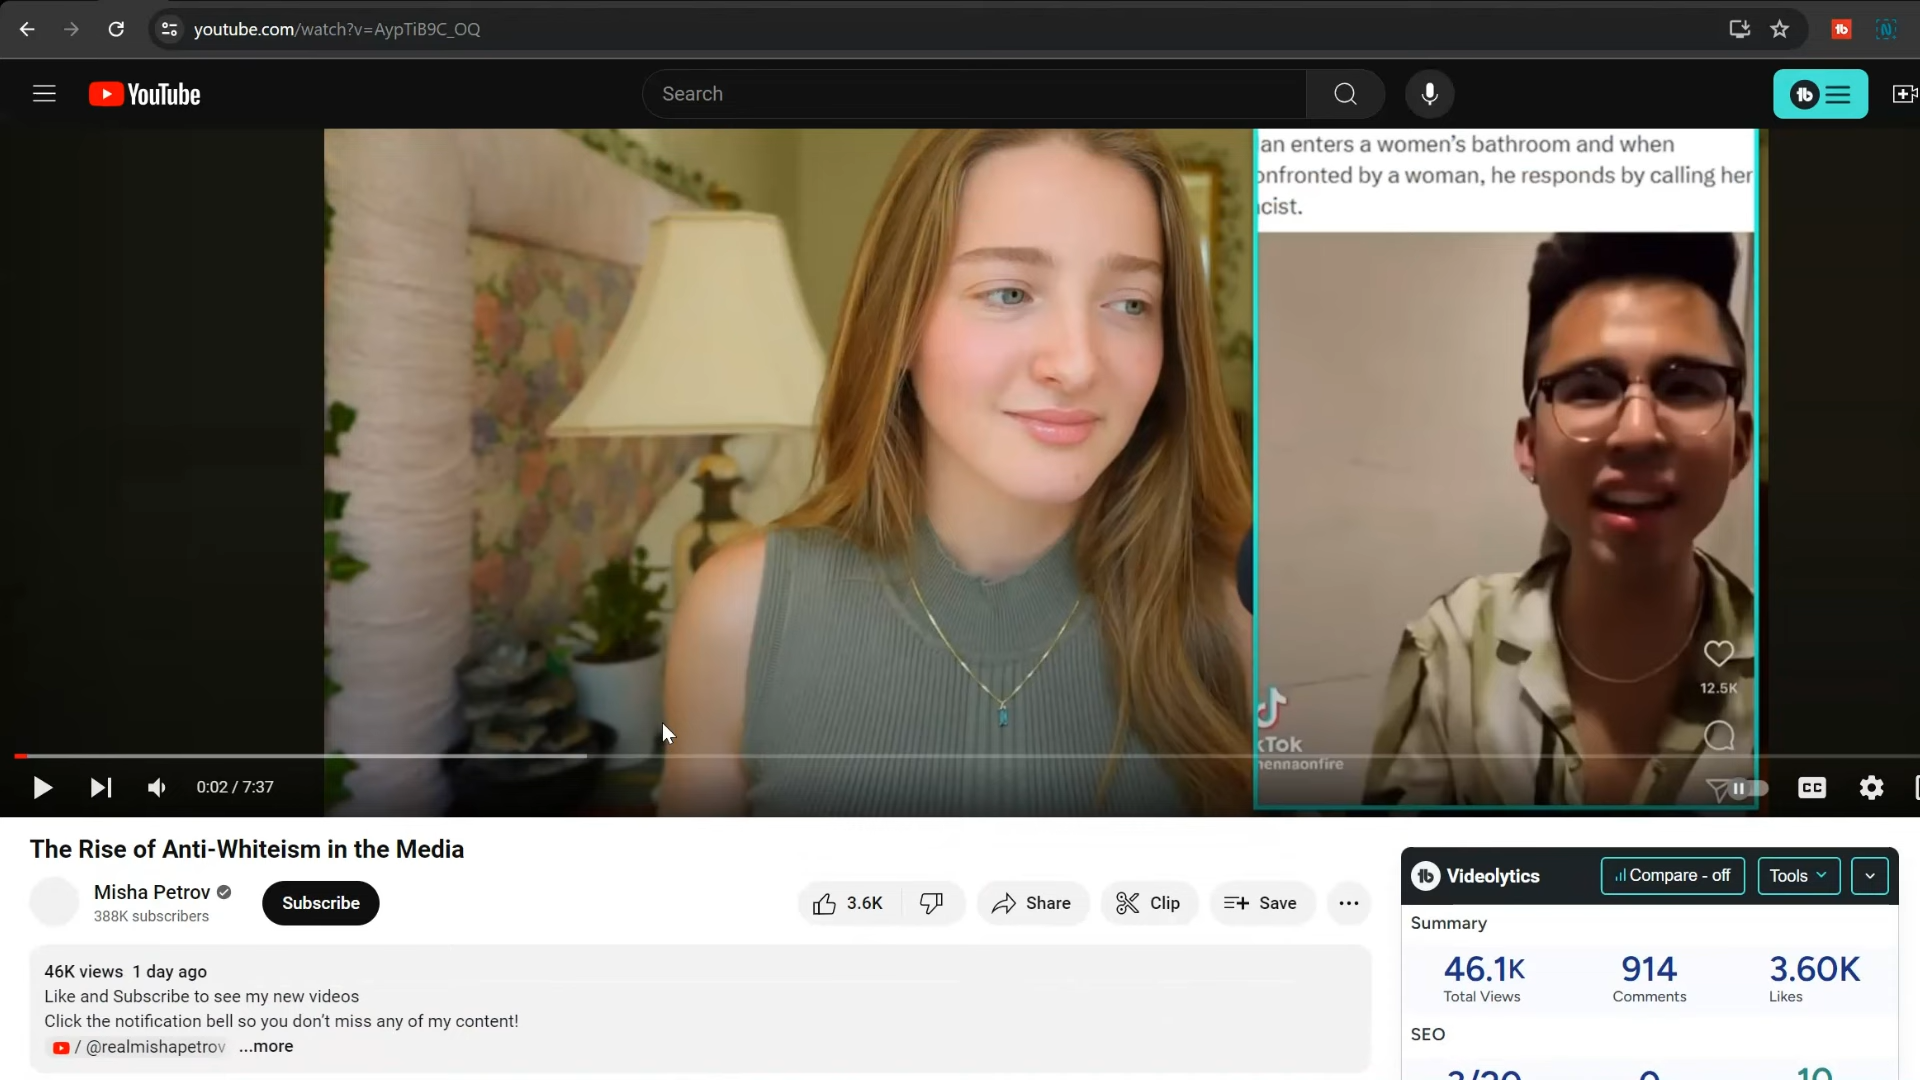 youtube.com/watch?v=AypTiB9C_OQ
YouTube
Search
an enters a women's bathroom and when
onfronted by a woman, he responds by calling her
cist.
12.5K
kTok
hennaonfire
0:02 / 7:37
CC
The Rise of Anti-Whiteism in the Media
Misha Petrov
388K subscribers
Subscribe
3.6K
Share
Clip
Save
46K views 1 day ago
Like and Subscribe to see my new videos
Click the notification bell so you don't miss any of my content!
/ @realmishapetrov ...more
Videolytics
Compare - off
Tools
Summary
46.1K
914
3.60K
Total Views
Comments
Likes
SEO